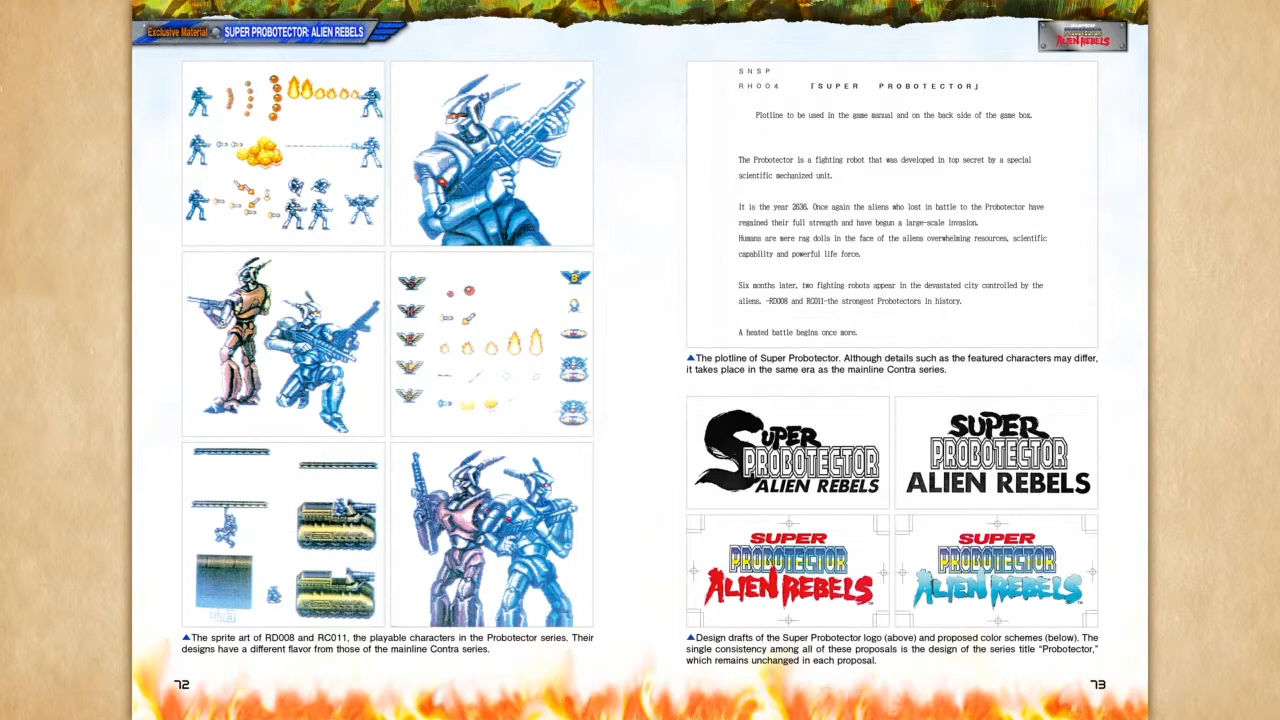 Exclusive Material
SUPER PROBOTECTOR: ALIEN REBELS
PROBOTECTOR
ALIEN REBELS
▲The sprite art of RD008 and RC011, the playable characters in the Probotector series. Their
designs have a different flavor from those of the mainline Contra series.
72
SNSP
RH004 「SUPER PROBOTECTOR」
Plotline to be used in the game manual and on the back side of the game box.
The Probotector is a fighting robot that was developed in top secret by a special
scientific mechanized unit.
It is the year 2636. Once again the aliens who lost in battle to the Probotector have
regained their full strength and have begun a large-scale invasion.
Humans are mere rag dolls in the face of the aliens overwhelming resources, scientific
capability and powerful life force.
Six months later, two fighting robots appear in the devastated city controlled by the
aliens, -RD008 and RC011-the strongest Probotectors in history.
A heated battle begins once more.
▲The plotline of Super Probotector. Although details such as the featured characters may differ,
it takes place in the same era as the mainline Contra series.
SUPER
PROBOTECTOR
ALIEN REBELS
SUPER
PROBOTECTOR
ALIEN REBELS
SUPER
PROBOTECTOR
ALIEN REBELS
SUPER
PROBOTECTOR
ALIEN REBELS
▲Design drafts of the Super Probotector logo (above) and proposed color schemes (below). The
single consistency among all of these proposals is the design of the series title “Probotector,”
which remains unchanged in each proposal.
73